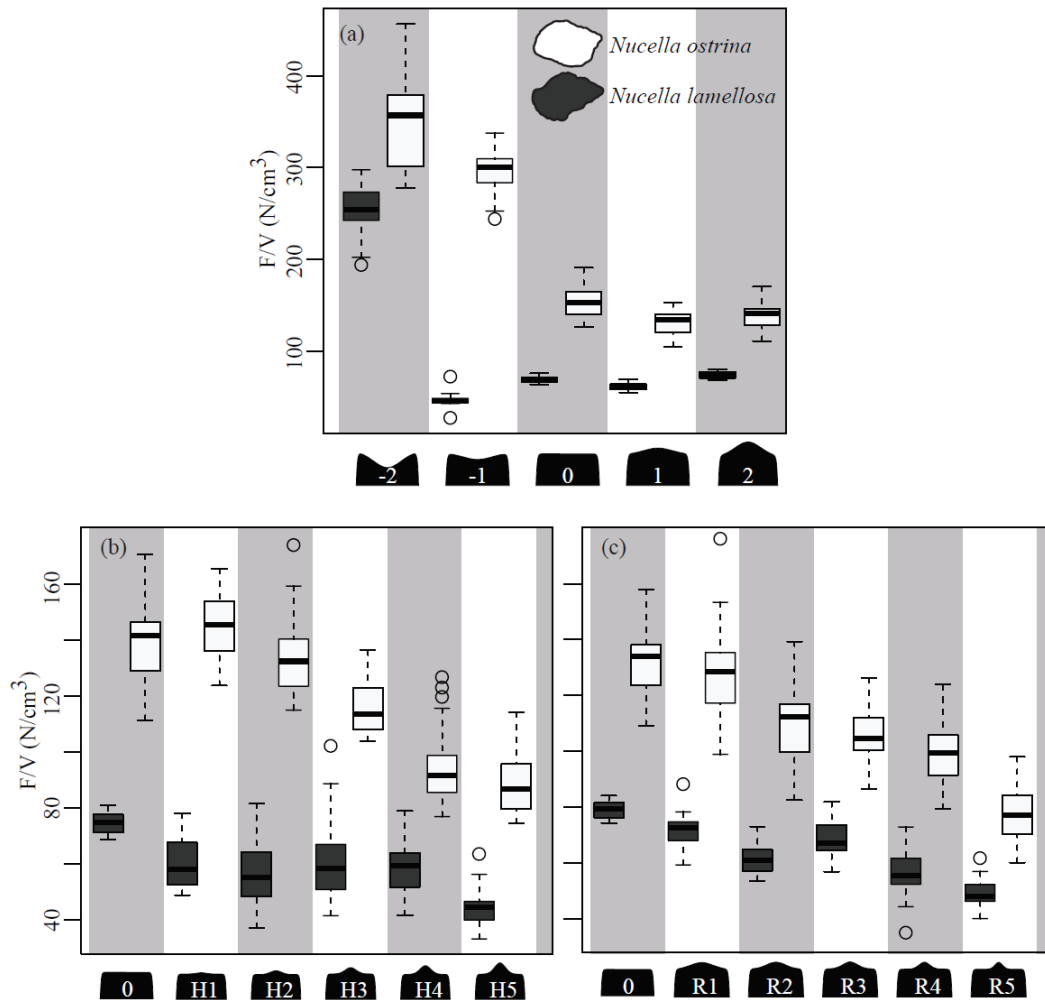 (a)
Nucella ostrina
Nucella lamellosa
F/V (N/cm³)
400
300
200
100
-2 -1 0 1 2
(b)
F/V (N/cm³)
160
120
80
40
0 H1 H2 H3 H4 H5
(c)
0 R1 R2 R3 R4 R5